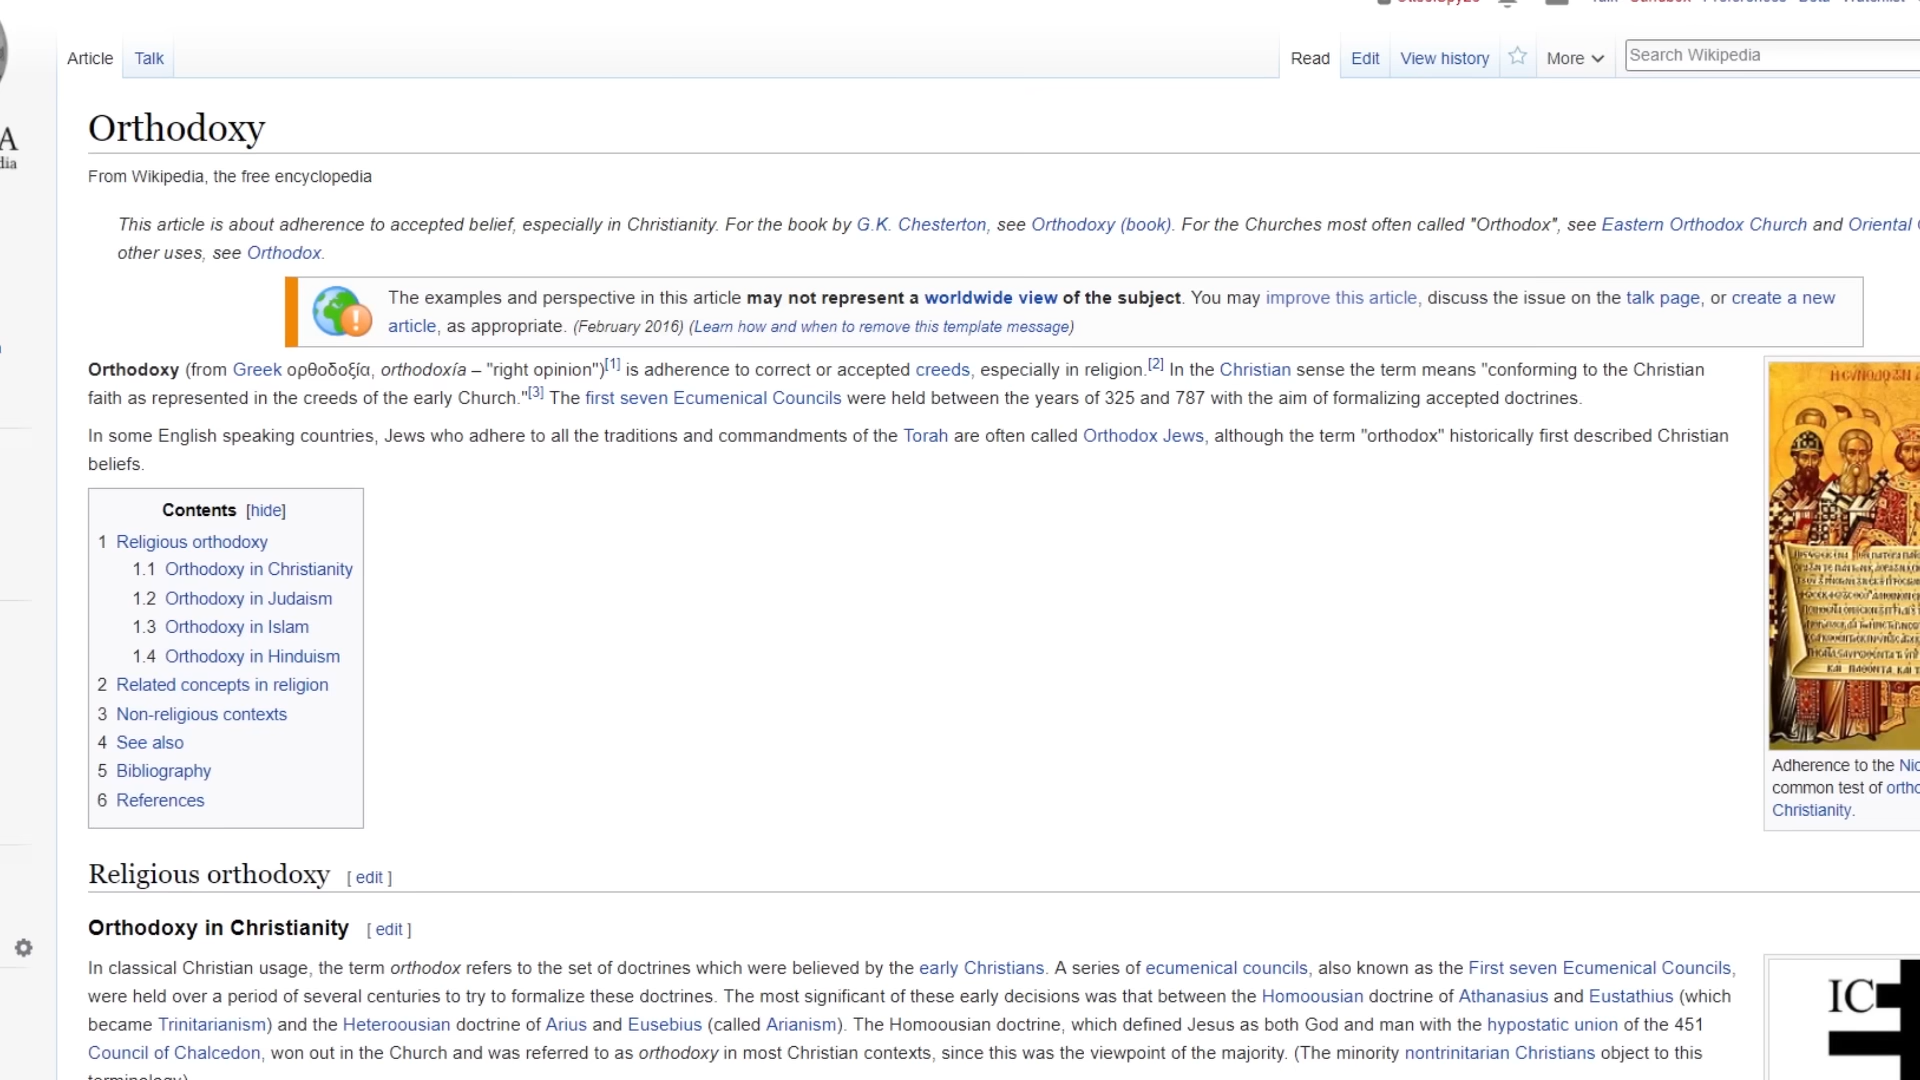 Article Talk Read Edit View history More Search Wikipedia
A
dia
Orthodoxy
From Wikipedia, the free encyclopedia
This article is about adherence to accepted belief, especially in Christianity. For the book by G.K. Chesterton, see Orthodoxy (book). For the Churches most often called "Orthodox", see Eastern Orthodox Church and Oriental
other uses, see Orthodox.
The examples and perspective in this article may not represent a worldwide view of the subject. You may improve this article, discuss the issue on the talk page, or create a new
article, as appropriate. (February 2016) (Learn how and when to remove this template message)
Orthodoxy (from Greek ορθοδοξία, orthodoxía – "right opinion")[1] is adherence to correct or accepted creeds, especially in religion.[2] In the Christian sense the term means "conforming to the Christian
faith as represented in the creeds of the early Church."[3] The first seven Ecumenical Councils were held between the years of 325 and 787 with the aim of formalizing accepted doctrines.
In some English speaking countries, Jews who adhere to all the traditions and commandments of the Torah are often called Orthodox Jews, although the term "orthodox" historically first described Christian
beliefs.
Contents [hide]
1 Religious orthodoxy
1.1 Orthodoxy in Christianity
1.2 Orthodoxy in Judaism
1.3 Orthodoxy in Islam
1.4 Orthodoxy in Hinduism
2 Related concepts in religion
3 Non-religious contexts
4 See also
5 Bibliography
6 References
Adherence to the Nic
common test of ortho
Christianity.
Religious orthodoxy [ edit ]
Orthodoxy in Christianity [ edit ]
In classical Christian usage, the term orthodox refers to the set of doctrines which were believed by the early Christians. A series of ecumenical councils, also known as the First seven Ecumenical Councils,
were held over a period of several centuries to try to formalize these doctrines. The most significant of these early decisions was that between the Homoousian doctrine of Athanasius and Eustathius (which
became Trinitarianism) and the Heteroousian doctrine of Arius and Eusebius (called Arianism). The Homoousian doctrine, which defined Jesus as both God and man with the hypostatic union of the 451
Council of Chalcedon, won out in the Church and was referred to as orthodoxy in most Christian contexts, since this was the viewpoint of the majority. (The minority nontrinitarian Christians object to this
terminology)
IC